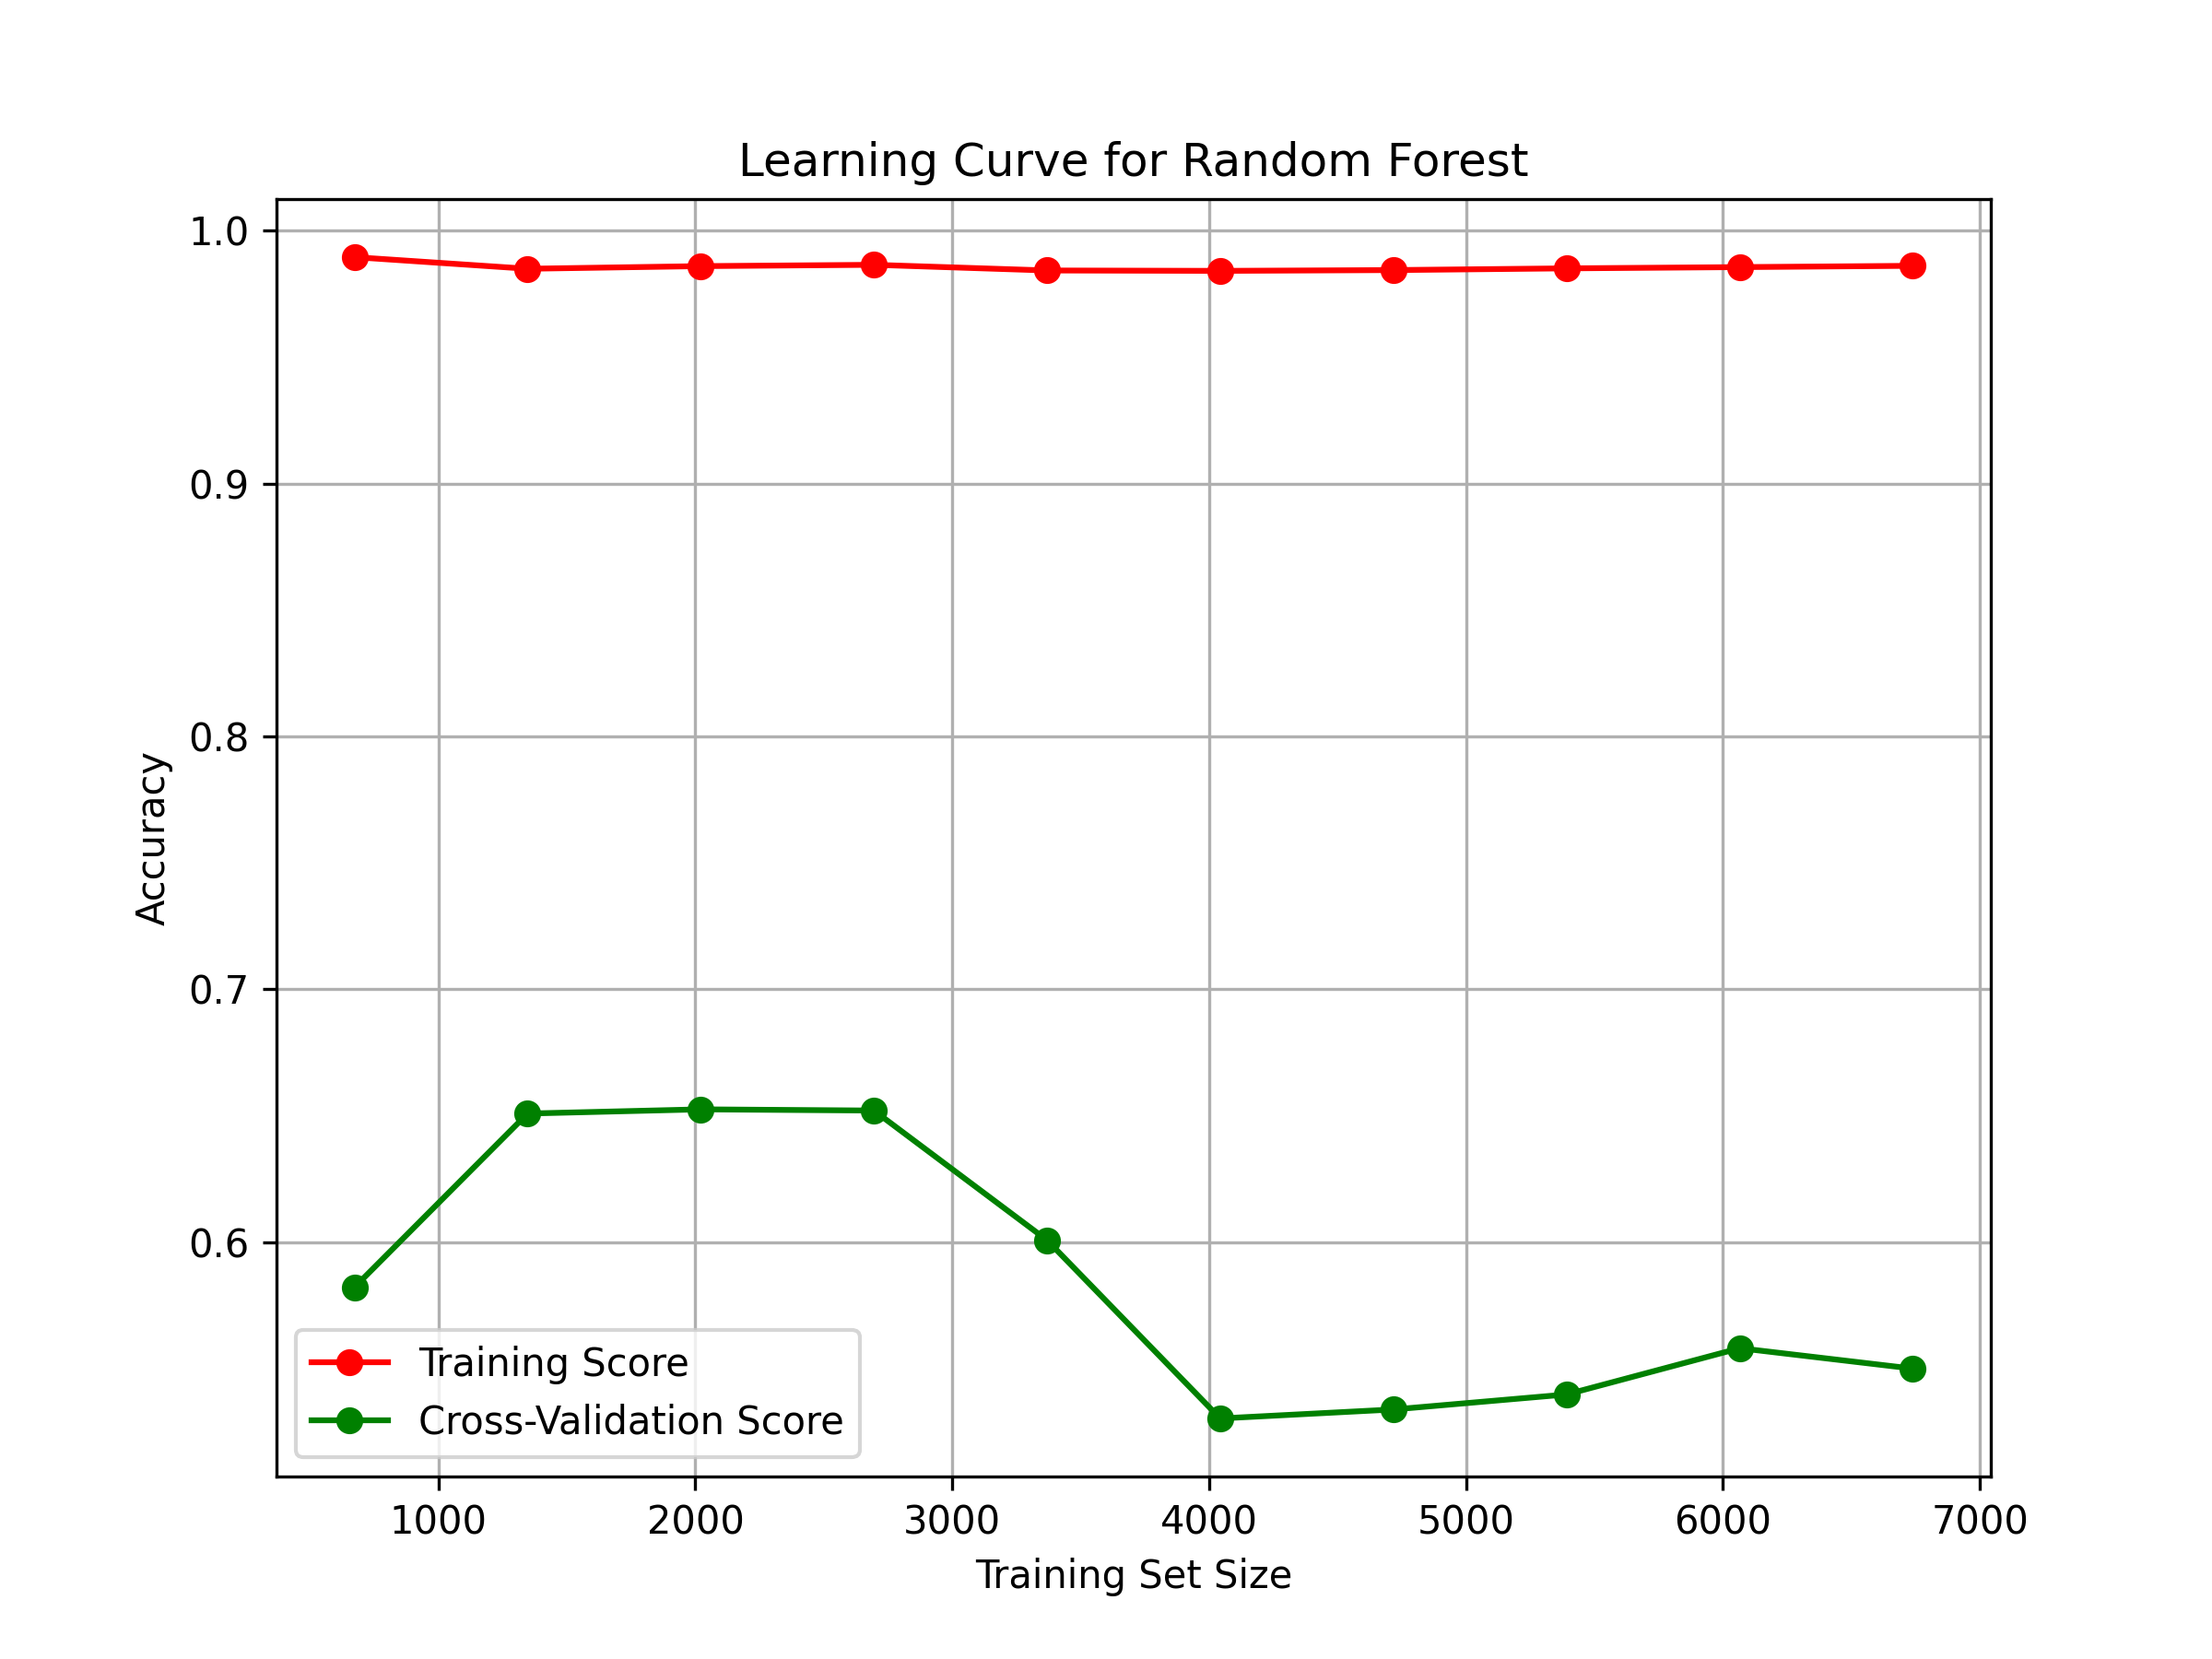 Learning Curve for Random Forest
1.0
0.9
0.8
0.7
0.6
Accuracy
Training Score
Cross-Validation Score
1000 2000 3000 4000 5000 6000 7000
Training Set Size